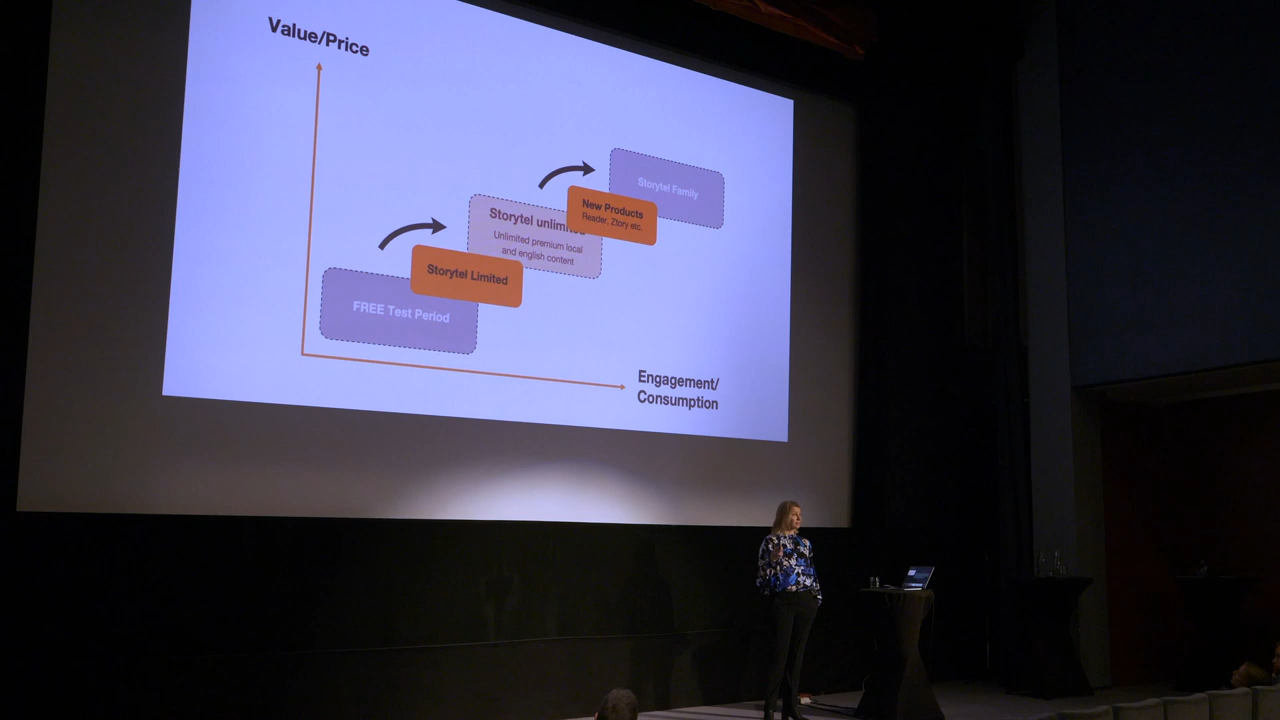 Value/Price
Storytel Family
New Products
Reader, Ztory etc.
Storytel unlimited
Unlimited premium local
and english content
Storytel Limited
FREE Test Period
Engagement/
Consumption